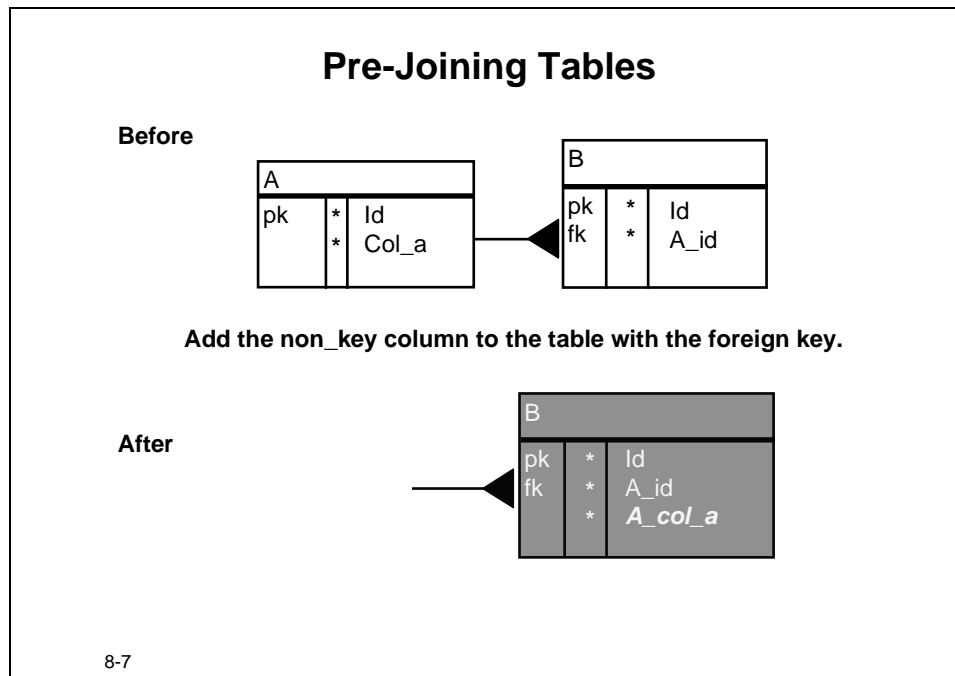 Pre-Joining Tables
Before
A
pk * Id
* Col_a
B
pk * Id
fk * A_id
Add the non_key column to the table with the foreign key.
After
B
pk * Id
fk * A_id
* A_col_a
8-7